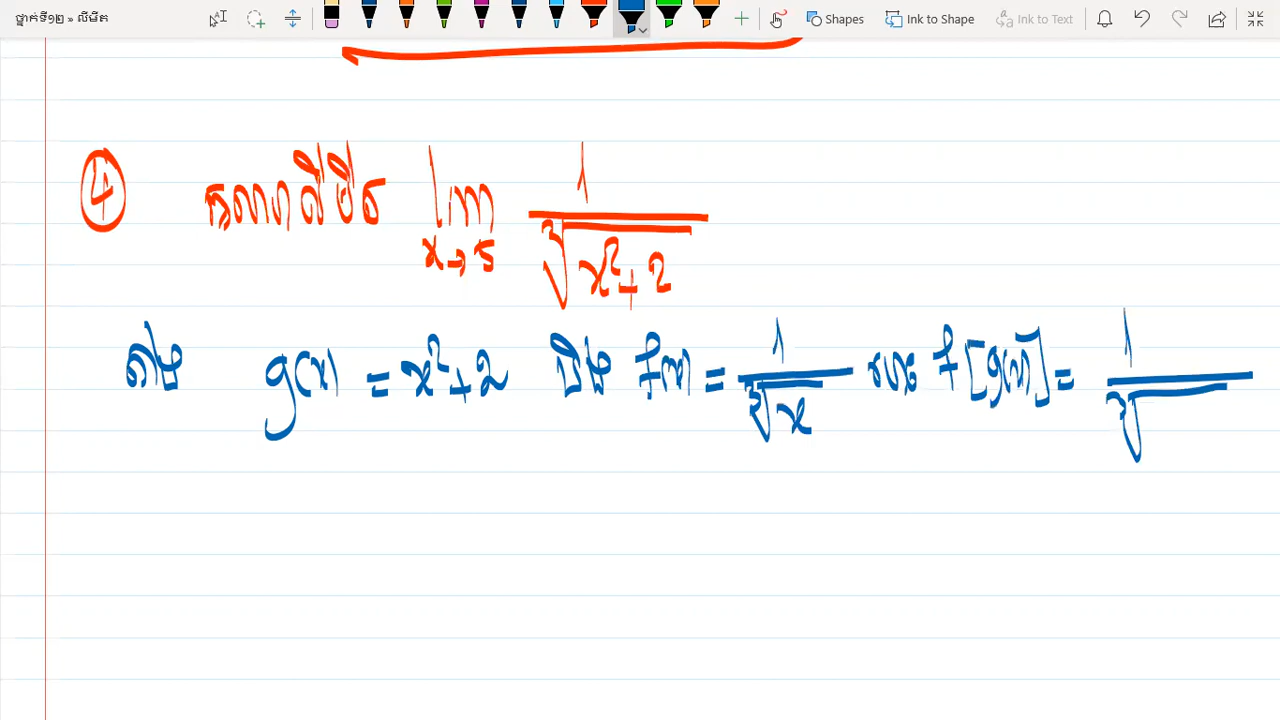 ថ្នាក់ទី១២ » លីមីត Shapes Ink to Shape Ink to Text
④ គណនាលីមីត lim x→5 1/∛(x²+2)
តាង g(x) = x²+2 និង f(x) = 1/∛x នោះ f[g(x)] = 1/∛